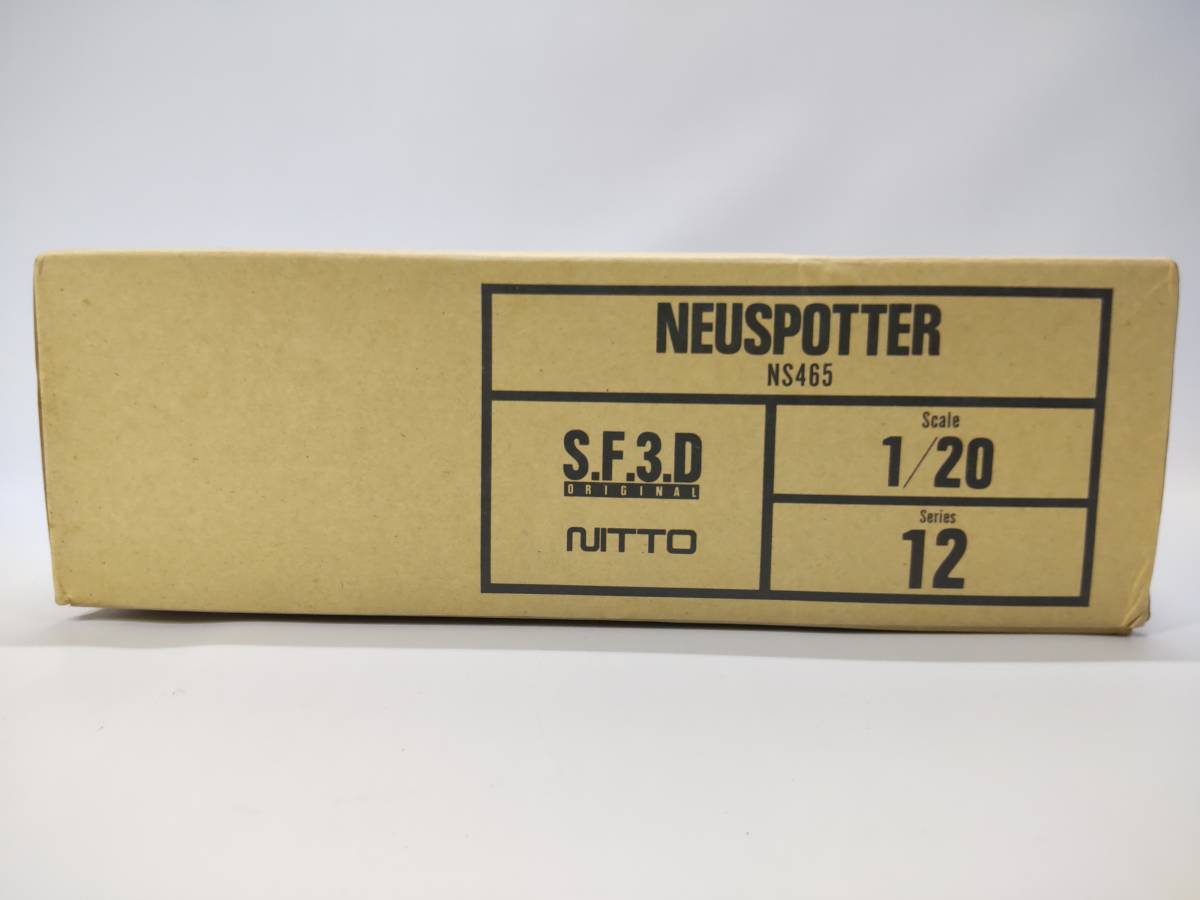 NEUSPOTTER
NS465
S.F.3.D
ORIGINAL
NITTO
Scale
1/20
Series
12